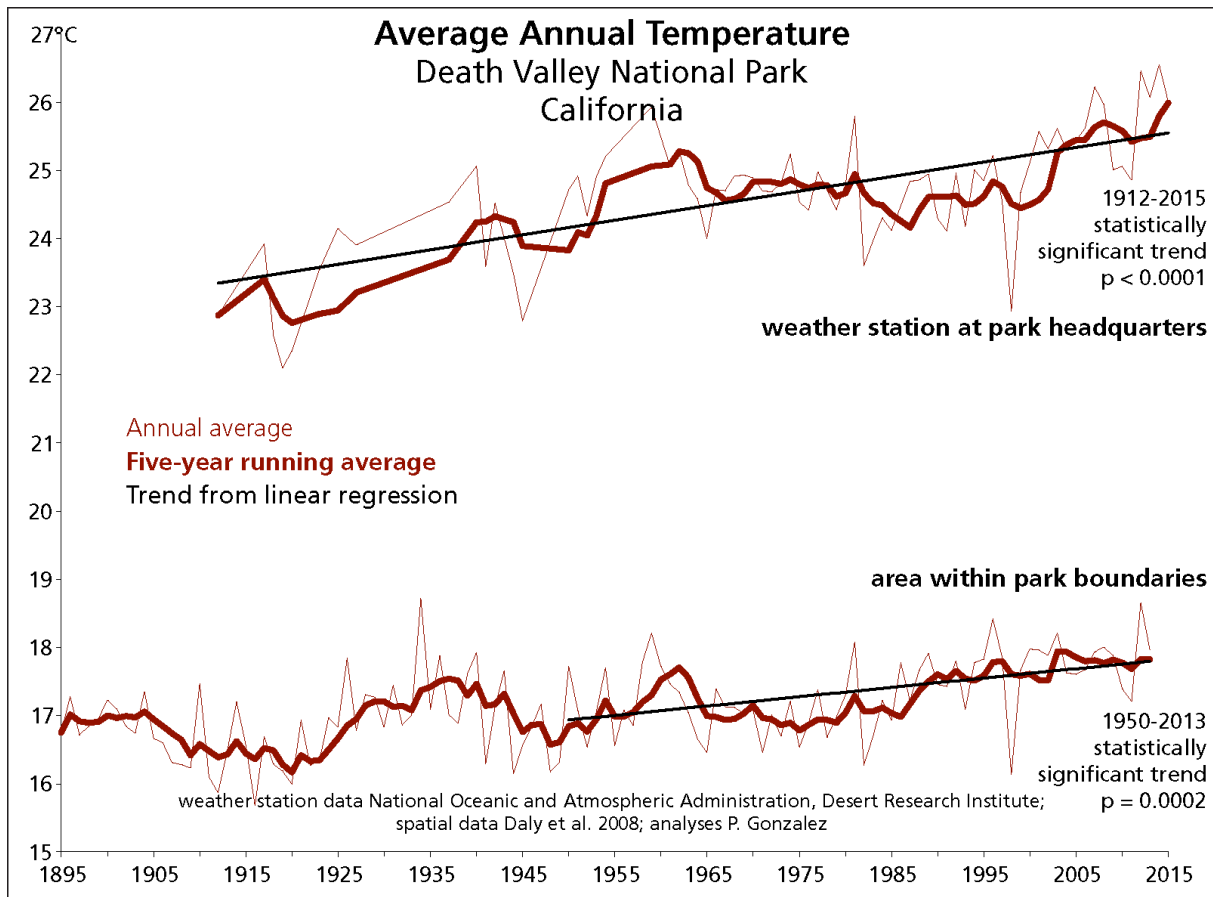 Average Annual Temperature
Death Valley National Park
California
27°C
26
25
24
23
22
21
20
19
18
17
16
15
1912-2015
statistically
significant trend
p < 0.0001
weather station at park headquarters
Annual average
Five-year running average
Trend from linear regression
area within park boundaries
1950-2013
statistically
significant trend
p = 0.0002
weather station data National Oceanic and Atmospheric Administration, Desert Research Institute;
spatial data Daly et al. 2008; analyses P. Gonzalez
1895 1905 1915 1925 1935 1945 1955 1965 1975 1985 1995 2005 2015